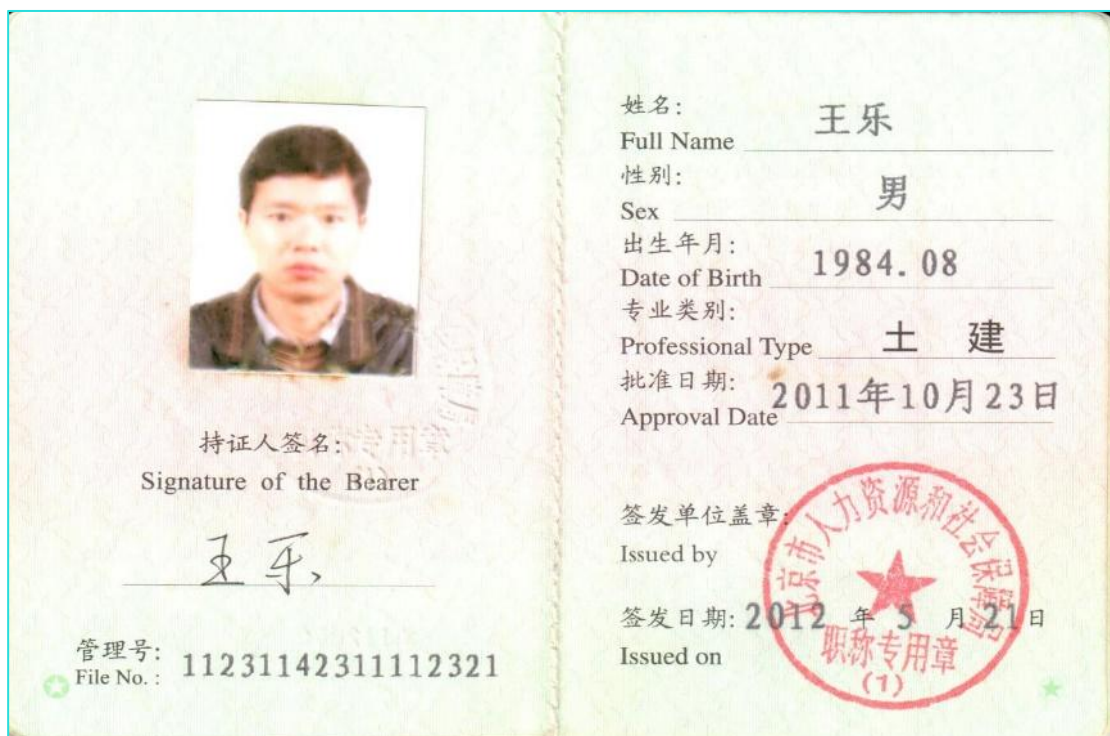 持证人签名:
Signature of the Bearer
王乐
管理号:
File No. : 11231142311112321
姓名:
Full Name 王乐
性别:
Sex 男
出生年月:
Date of Birth 1984.08
专业类别:
Professional Type 土 建
批准日期:
Approval Date 2011年10月23日
签发单位盖章:
Issued by
北京市人力资源和社会保障局
职称专用章
(1)
签发日期: 2012 年 5 月 21 日
Issued on